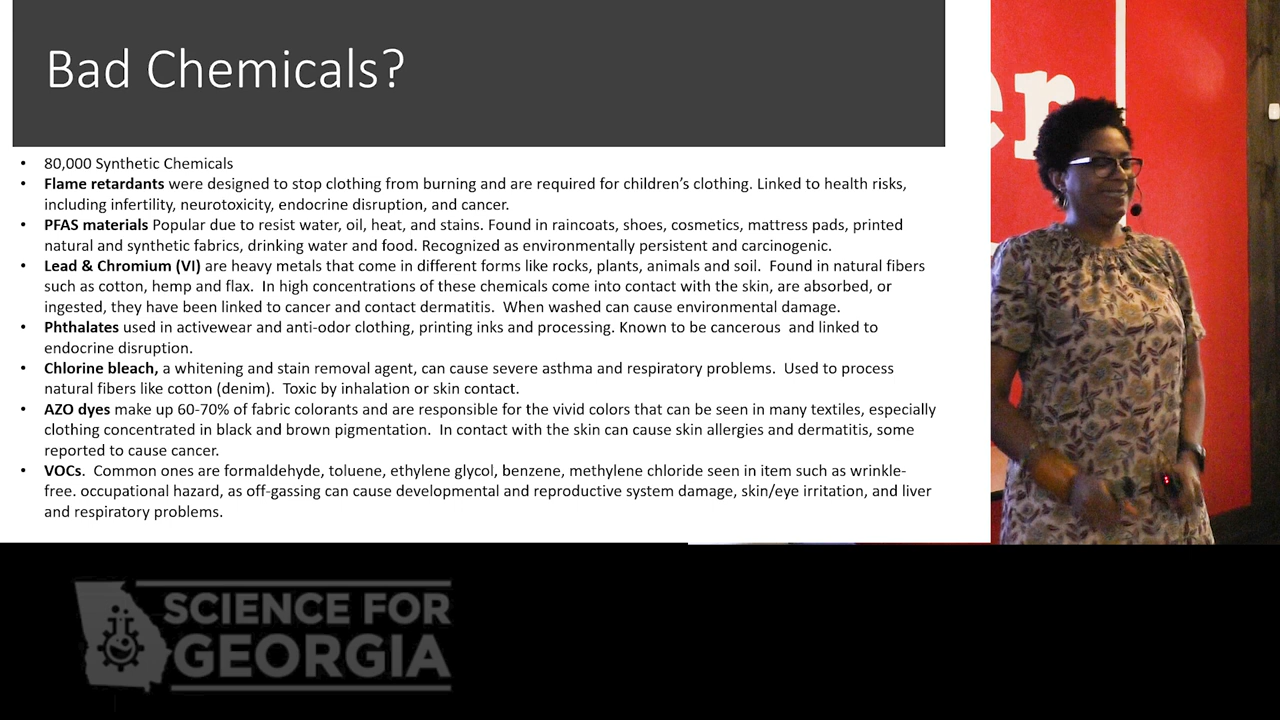 Bad Chemicals?
• 80,000 Synthetic Chemicals
• Flame retardants were designed to stop clothing from burning and are required for children's clothing. Linked to health risks,
including infertility, neurotoxicity, endocrine disruption, and cancer.
• PFAS materials Popular due to resist water, oil, heat, and stains. Found in raincoats, shoes, cosmetics, mattress pads, printed
natural and synthetic fabrics, drinking water and food. Recognized as environmentally persistent and carcinogenic.
• Lead & Chromium (VI) are heavy metals that come in different forms like rocks, plants, animals and soil. Found in natural fibers
such as cotton, hemp and flax. In high concentrations of these chemicals come into contact with the skin, are absorbed, or
ingested, they have been linked to cancer and contact dermatitis. When washed can cause environmental damage.
• Phthalates used in activewear and anti-odor clothing, printing inks and processing. Known to be cancerous and linked to
endocrine disruption.
• Chlorine bleach, a whitening and stain removal agent, can cause severe asthma and respiratory problems. Used to process
natural fibers like cotton (denim). Toxic by inhalation or skin contact.
• AZO dyes make up 60-70% of fabric colorants and are responsible for the vivid colors that can be seen in many textiles, especially
clothing concentrated in black and brown pigmentation. In contact with the skin can cause skin allergies and dermatitis, some
reported to cause cancer.
• VOCs. Common ones are formaldehyde, toluene, ethylene glycol, benzene, methylene chloride seen in item such as wrinkle-
free. occupational hazard, as off-gassing can cause developmental and reproductive system damage, skin/eye irritation, and liver
and respiratory problems.
er
SCIENCE FOR
GEORGIA